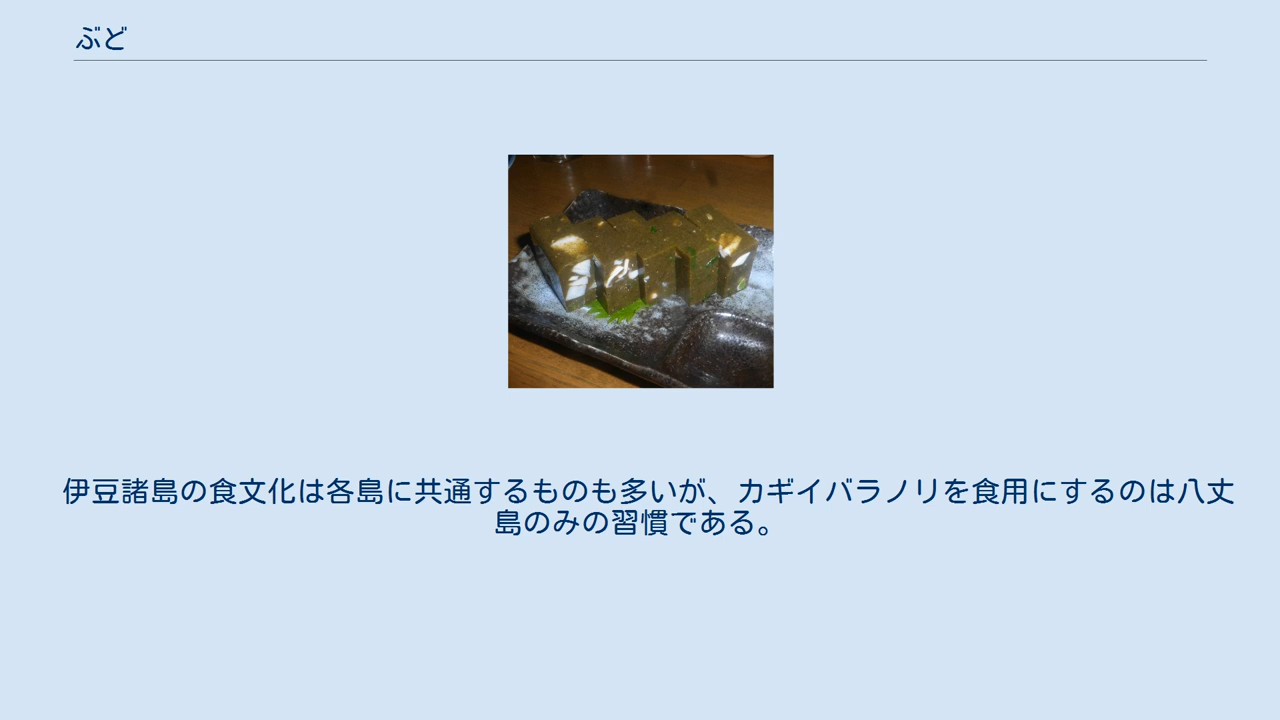 ぶど
伊豆諸島の食文化は各島に共通するものも多いが、カギイバラノリを食用にするのは八丈
島のみの習慣である。